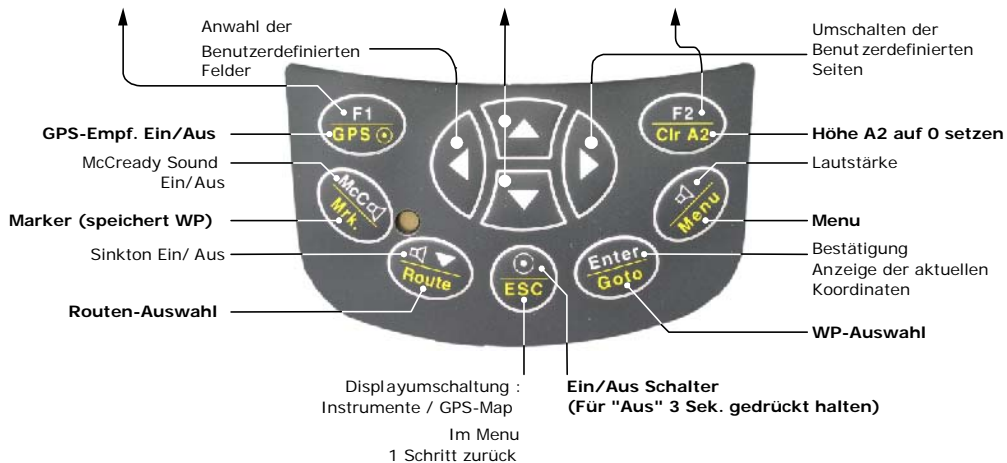 Anwahl der
Benutzerdefinierten
Felder
Umschalten der
Benutzerdefinierten
Seiten
F1
GPS
F2
Clr A2
GPS-Empf. Ein/Aus
Höhe A2 auf 0 setzen
McCready Sound
Ein/Aus
Lautstärke
McC
Mrk.
Menu
Marker (speichert WP)
Menu
Sinkton Ein/ Aus
Route
ESC
Enter
Goto
Bestätigung
Anzeige der aktuellen
Koordinaten
Routen-Auswahl
WP-Auswahl
Displayumschaltung :
Instrumente / GPS-Map
Im Menu
1 Schritt zurück
Ein/Aus Schalter
(Für "Aus" 3 Sek. gedrückt halten)